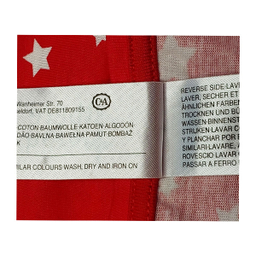 Wanheimer Str. 70
seldorf, VAT DE811809155
C&A
COTON BAUMWOLLE-KATOEN-ALGODÓN-
DÃO-BAVLNA-BAWEŁNA PAMUT-BOMBAŽ
K
MILAR COLOURS WASH, DRY AND IRON ON
REVERSE SIDE-LAVE
LAVER, SECHER ET
ÄHNLICHEN FARBEN
TROCKNEN UND BÜ
WASSEN-BINNENST
STRIJKEN-LAVAR CO
Y PLANCHAR POR
SIMILARI-LAVARE, A
ROVESCIO-LAVAR C
PASSAR A FERRO